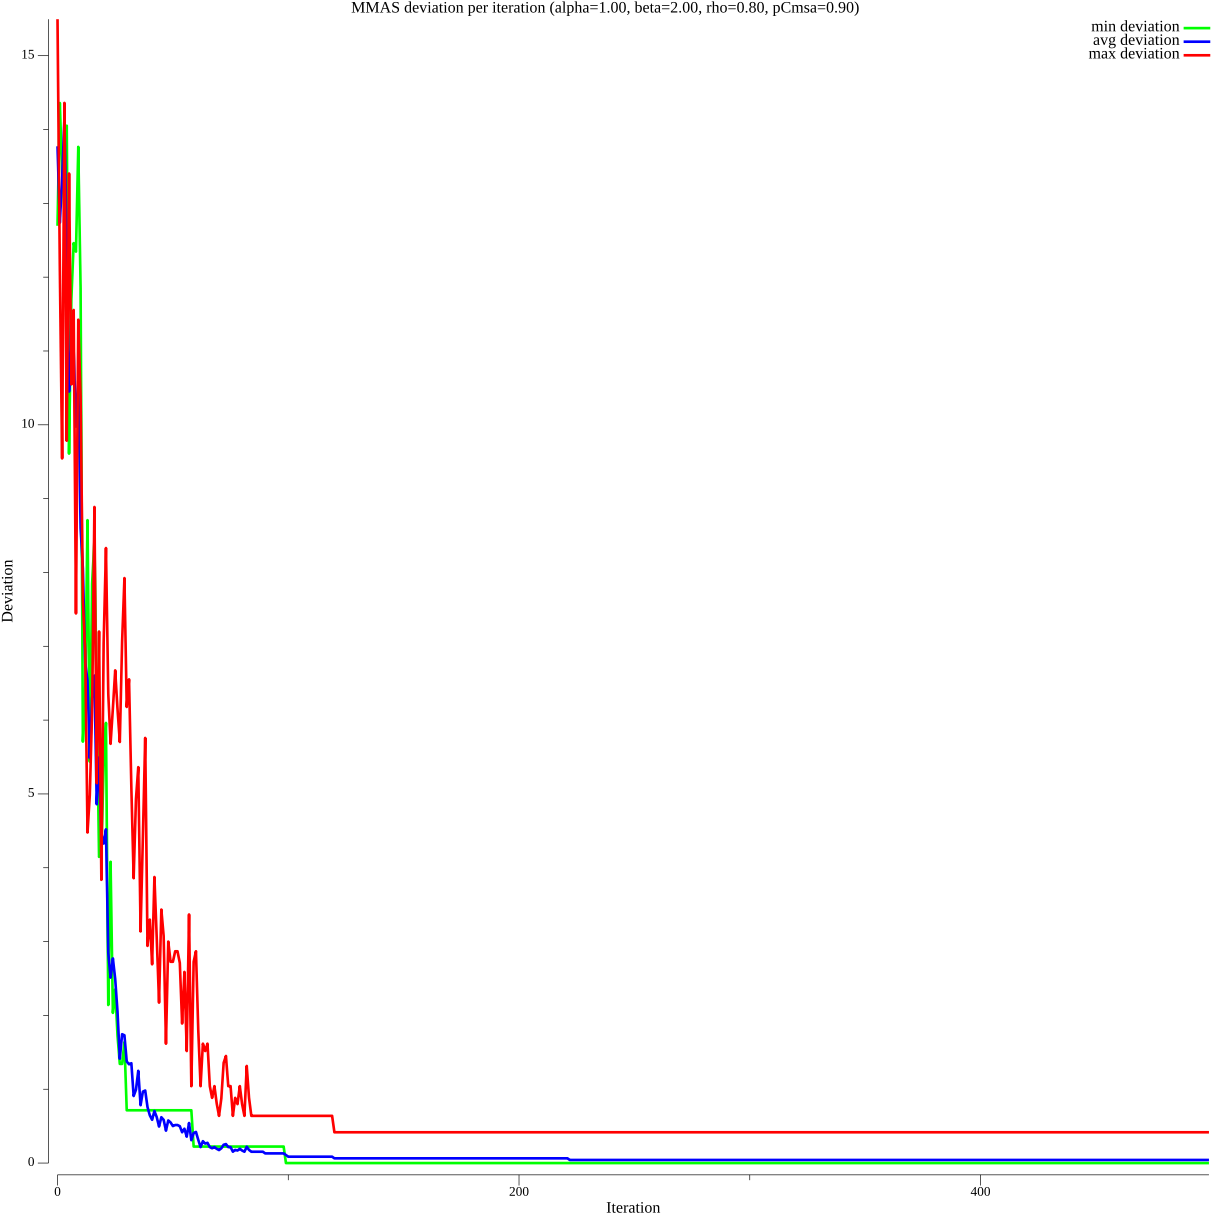 MMAS deviation per iteration (alpha=1.00, beta=2.00, rho=0.80, pCmsa=0.90)
min deviation
avg deviation
max deviation
15
10
5
0
Deviation
0
200
400
Iteration